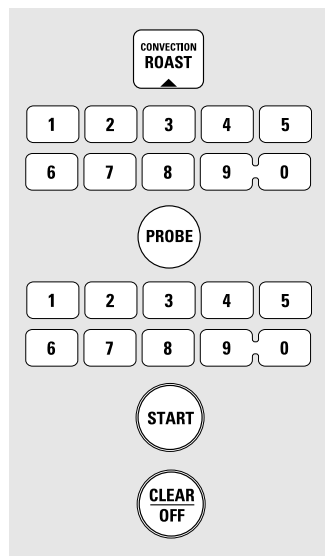 CONVECTION
ROAST
1 2 3 4 5
6 7 8 9 0
PROBE
1 2 3 4 5
6 7 8 9 0
START
CLEAR
OFF